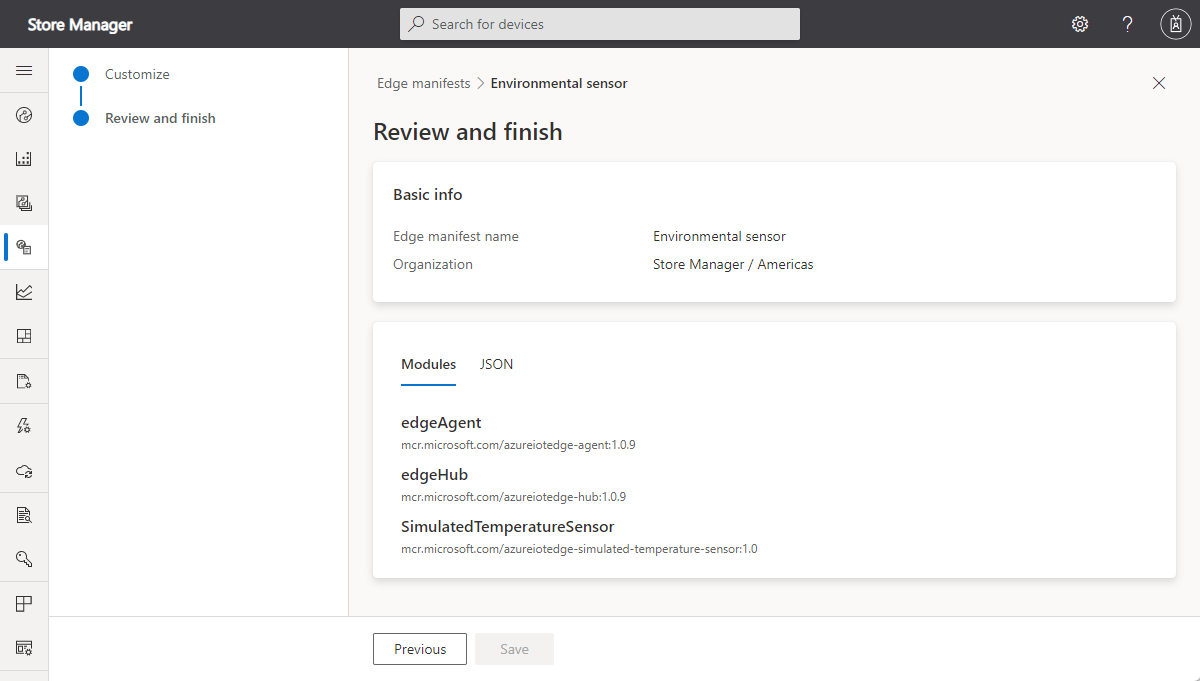 Store Manager
Search for devices
?
Customize
Review and finish
Edge manifests > Environmental sensor
Review and finish
Basic info
Edge manifest name Environmental sensor
Organization Store Manager / Americas
Modules JSON
edgeAgent
mcr.microsoft.com/azureiotedge-agent:1.0.9
edgeHub
mcr.microsoft.com/azureiotedge-hub:1.0.9
SimulatedTemperatureSensor
mcr.microsoft.com/azureiotedge-simulated-temperature-sensor:1.0
Previous Save